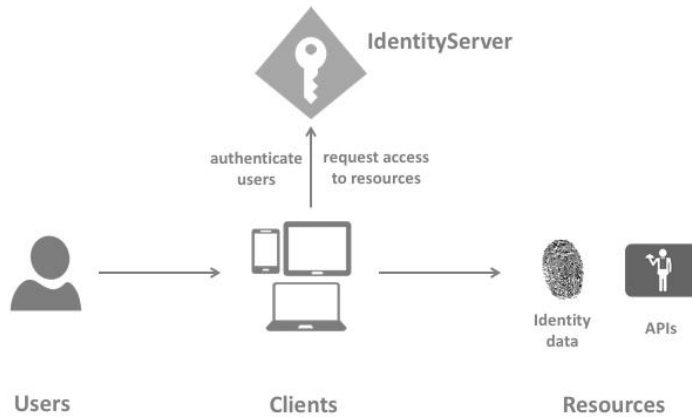 IdentityServer
authenticate
users
request access
to resources
Identity
data
APIs
Users
Clients
Resources